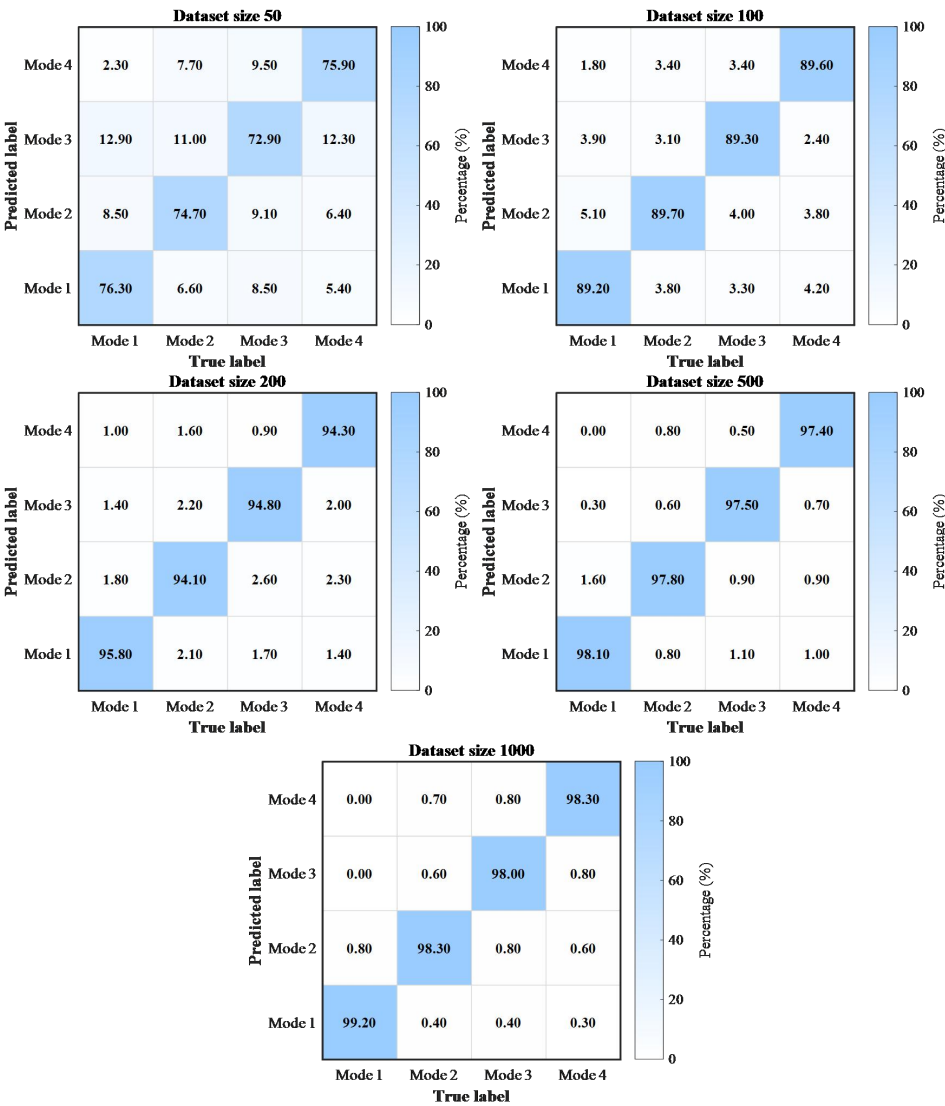 Dataset size 50
100
80
60
40
20
0
Percentage (%)
Predicted label
Mode 4 2.30 7.70 9.50 75.90
Mode 3 12.90 11.00 72.90 12.30
Mode 2 8.50 74.70 9.10 6.40
Mode 1 76.30 6.60 8.50 5.40
Mode 1 Mode 2 Mode 3 Mode 4
True label
Dataset size 100
100
80
60
40
20
0
Percentage (%)
Predicted label
Mode 4 1.80 3.40 3.40 89.60
Mode 3 3.90 3.10 89.30 2.40
Mode 2 5.10 89.70 4.00 3.80
Mode 1 89.20 3.80 3.30 4.20
Mode 1 Mode 2 Mode 3 Mode 4
True label
Dataset size 200
100
80
60
40
20
0
Percentage (%)
Predicted label
Mode 4 1.00 1.60 0.90 94.30
Mode 3 1.40 2.20 94.80 2.00
Mode 2 1.80 94.10 2.60 2.30
Mode 1 95.80 2.10 1.70 1.40
Mode 1 Mode 2 Mode 3 Mode 4
True label
Dataset size 500
100
80
60
40
20
0
Percentage (%)
Predicted label
Mode 4 0.00 0.80 0.50 97.40
Mode 3 0.30 0.60 97.50 0.70
Mode 2 1.60 97.80 0.90 0.90
Mode 1 98.10 0.80 1.10 1.00
Mode 1 Mode 2 Mode 3 Mode 4
True label
Dataset size 1000
100
80
60
40
20
0
Percentage (%)
Predicted label
Mode 4 0.00 0.70 0.80 98.30
Mode 3 0.00 0.60 98.00 0.80
Mode 2 0.80 98.30 0.80 0.60
Mode 1 99.20 0.40 0.40 0.30
Mode 1 Mode 2 Mode 3 Mode 4
True label